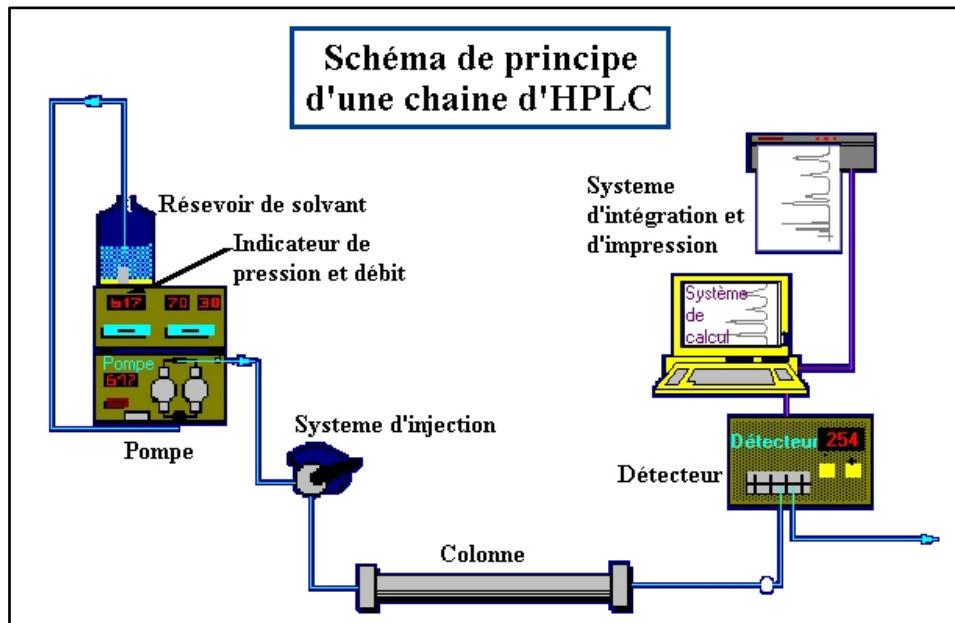 Schéma de principe
d'une chaine d'HPLC
Résevoir de solvant
Indicateur de
pression et débit
617 70 30
Pompe
617
Pompe
Systeme d'injection
Colonne
Systeme
d'intégration et
d'impression
Système
de
calcul
Détecteur 254
Détecteur